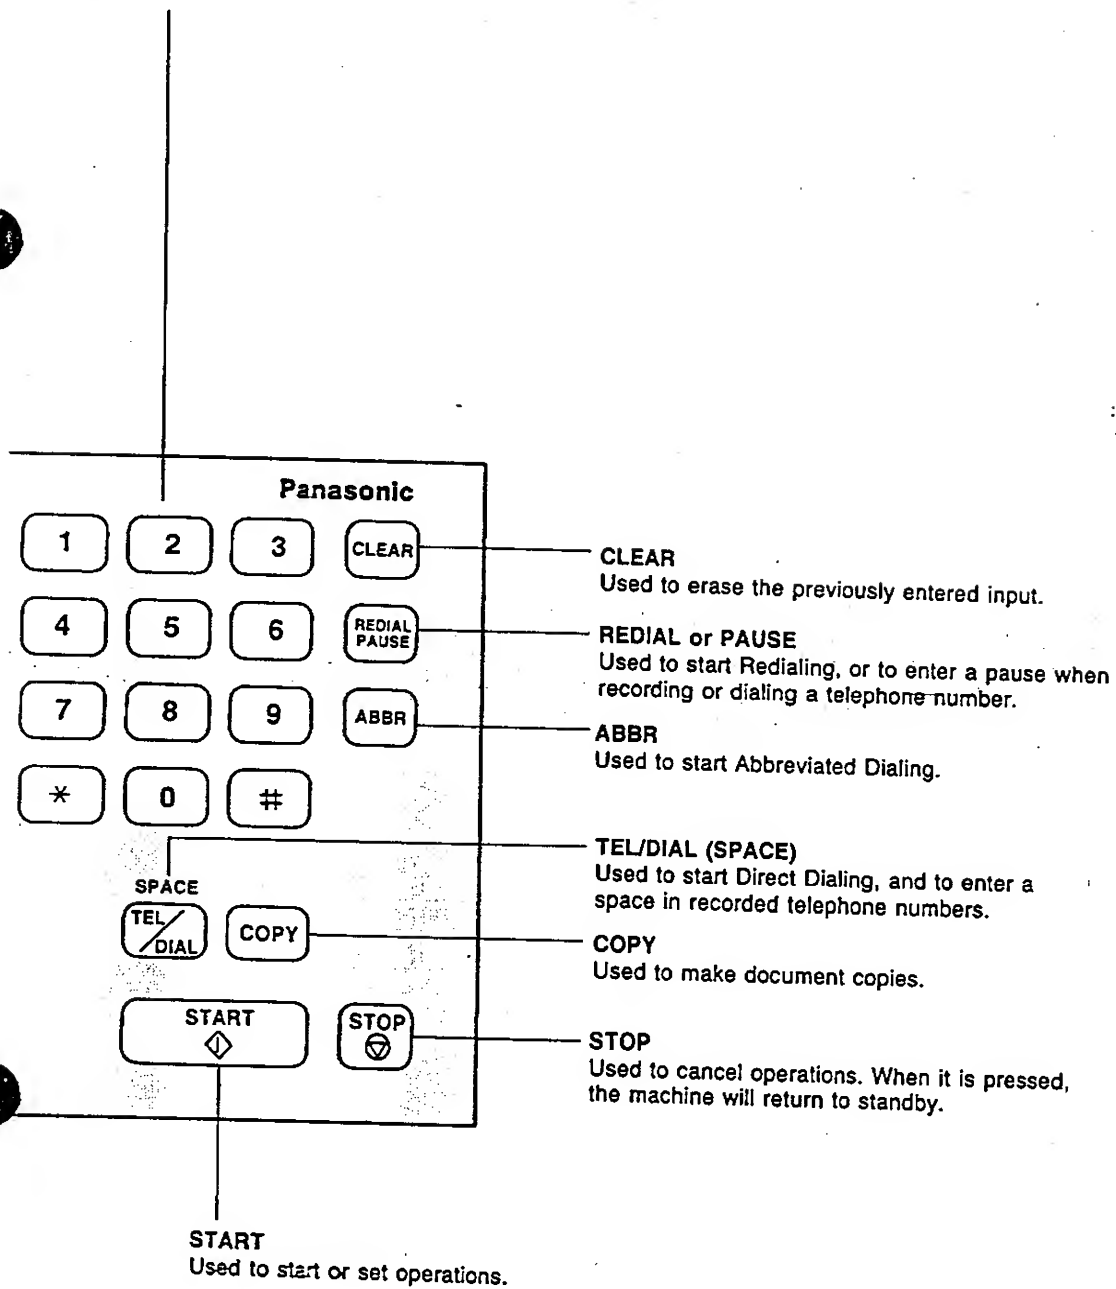 Panasonic
1 2 3 CLEAR
CLEAR
Used to erase the previously entered input.
4 5 6 REDIAL
PAUSE
REDIAL or PAUSE
Used to start Redialing, or to enter a pause when
recording or dialing a telephone number.
7 8 9 ABBR
ABBR
Used to start Abbreviated Dialing.
* 0 #
TEL/DIAL (SPACE)
Used to start Direct Dialing, and to enter a
space in recorded telephone numbers.
SPACE
TEL/DIAL COPY
COPY
Used to make document copies.
START STOP
STOP
Used to cancel operations. When it is pressed,
the machine will return to standby.
START
Used to start or set operations.